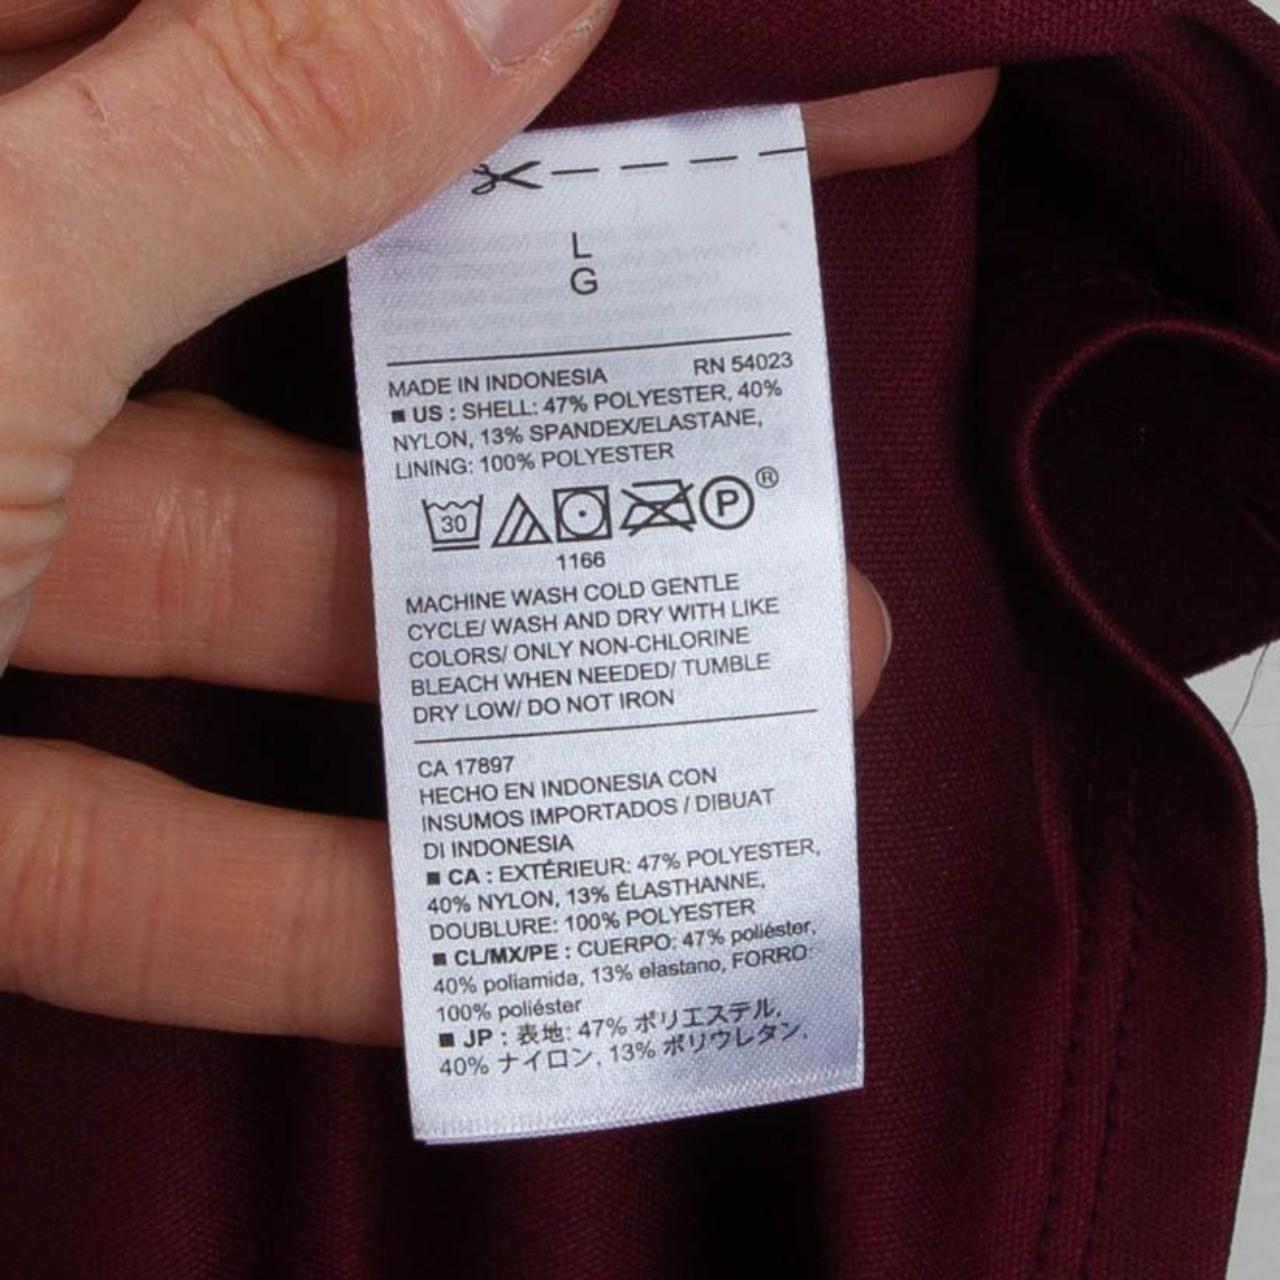 L
G
MADE IN INDONESIA RN 54023
■ US : SHELL: 47% POLYESTER, 40%
NYLON, 13% SPANDEX/ELASTANE,
LINING: 100% POLYESTER
30 P ®
1166
MACHINE WASH COLD GENTLE
CYCLE/ WASH AND DRY WITH LIKE
COLORS/ ONLY NON-CHLORINE
BLEACH WHEN NEEDED/ TUMBLE
DRY LOW/ DO NOT IRON
CA 17897
HECHO EN INDONESIA CON
INSUMOS IMPORTADOS / DIBUAT
DI INDONESIA
■ CA : EXTÉRIEUR: 47% POLYESTER,
40% NYLON, 13% ÉLASTHANNE,
DOUBLURE: 100% POLYESTER
■ CL/MX/PE : CUERPO: 47% poliéster,
40% poliamida, 13% elastano, FORRO:
100% poliéster
■ JP : 表地: 47% ポリエステル,
40% ナイロン, 13% ポリウレタン,